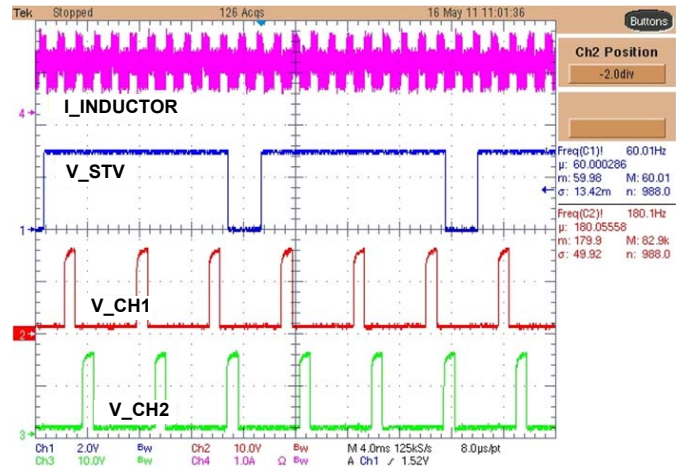 Tek Stopped 126 Acqs 16 May 11 11:01:36
Buttons
Ch2 Position
-2.0div
I_INDUCTOR
4
V_STV
Freq(C1)! 60.01Hz
µ: 60.000286
m: 59.98 M: 60.01
σ: 13.42m n: 988.0
1
Freq(C2)! 180.1Hz
µ: 180.05558
m: 179.9 M: 82.9k
σ: 49.92 n: 988.0
V_CH1
2
V_CH2
3
Ch1 2.0V Bw Ch2 10.0V Bw M 4.0ms 125kS/s 8.0µs/pt
Ch3 10.0V Bw Ch4 1.0A Ω Bw A Ch1 ∕ 1.52V